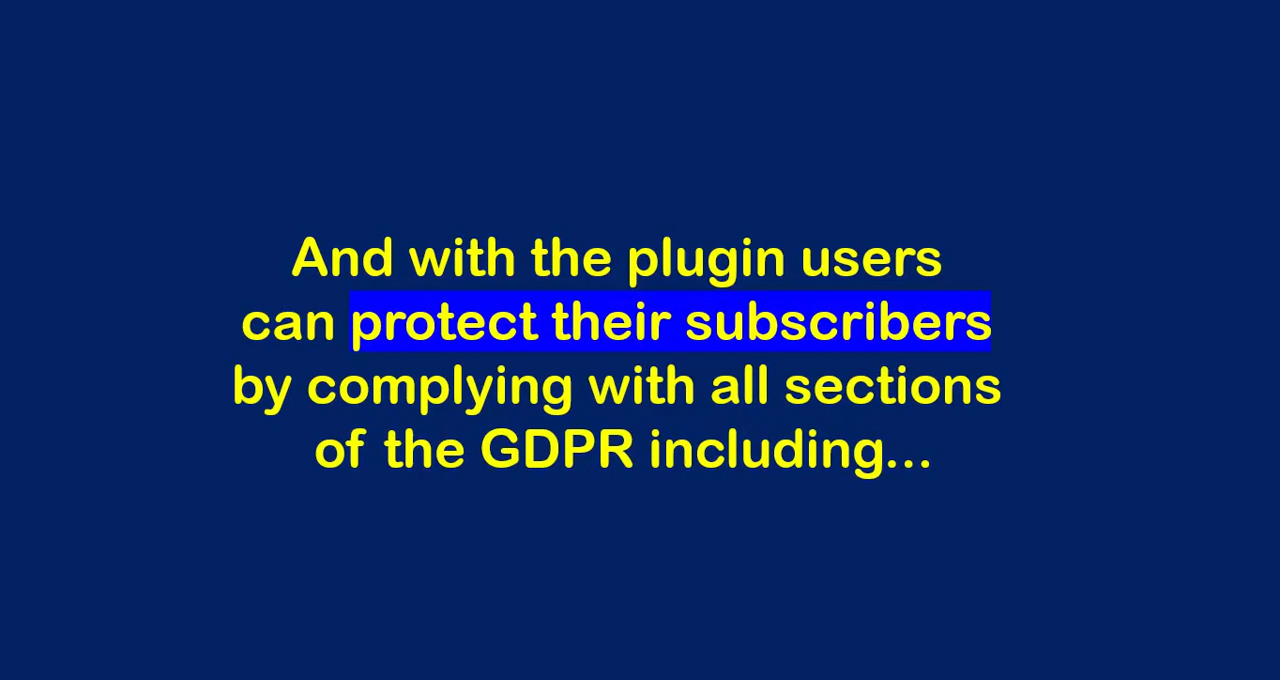 And with the plugin users
can protect their subscribers
by complying with all sections
of the GDPR including...